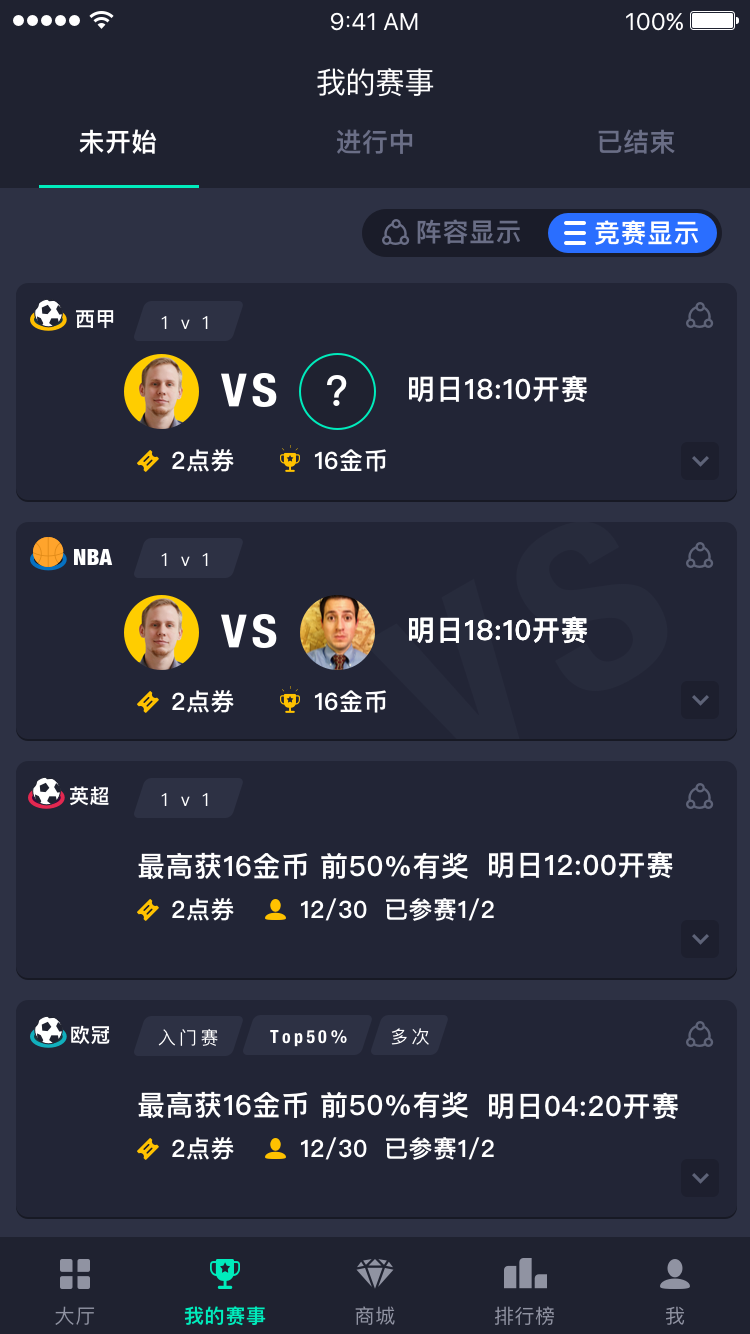 9:41 AM 100%
我的赛事
未开始 进行中 已结束
阵容显示 竞赛显示
西甲 1 v 1
VS ? 明日18:10开赛
2点券 16金币
NBA 1 v 1
VS 明日18:10开赛
VS
2点券 16金币
英超 1 v 1
最高获16金币 前50%有奖 明日12:00开赛
2点券 12/30 已参赛1/2
欧冠 入门赛 Top50% 多次
最高获16金币 前50%有奖 明日04:20开赛
2点券 12/30 已参赛1/2
大厅 我的赛事 商城 排行榜 我